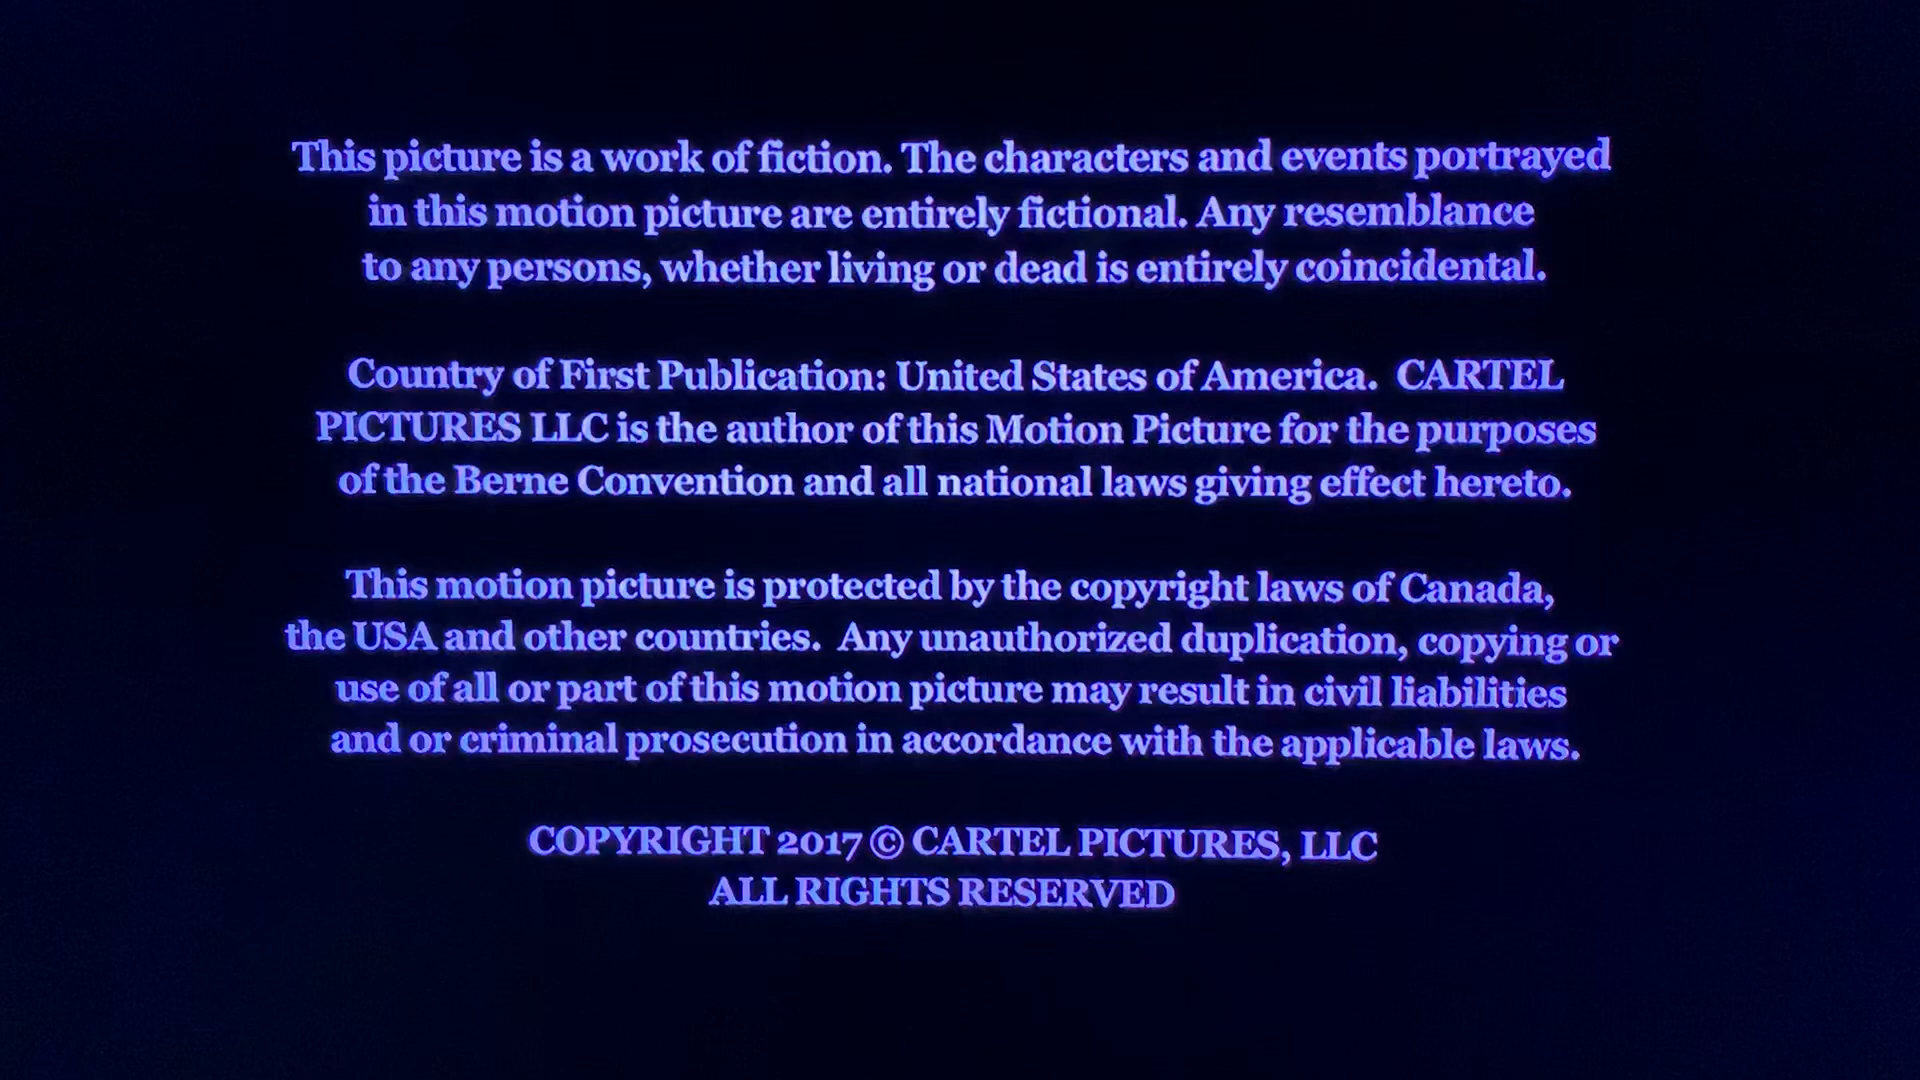 This picture is a work of fiction. The characters and events portrayed
in this motion picture are entirely fictional. Any resemblance
to any persons, whether living or dead is entirely coincidental.
Country of First Publication: United States of America.  CARTEL
PICTURES LLC is the author of this Motion Picture for the purposes
of the Berne Convention and all national laws giving effect hereto.
This motion picture is protected by the copyright laws of Canada,
the USA and other countries.  Any unauthorized duplication, copying or
use of all or part of this motion picture may result in civil liabilities
and or criminal prosecution in accordance with the applicable laws.
COPYRIGHT 2017 © CARTEL PICTURES, LLC
ALL RIGHTS RESERVED